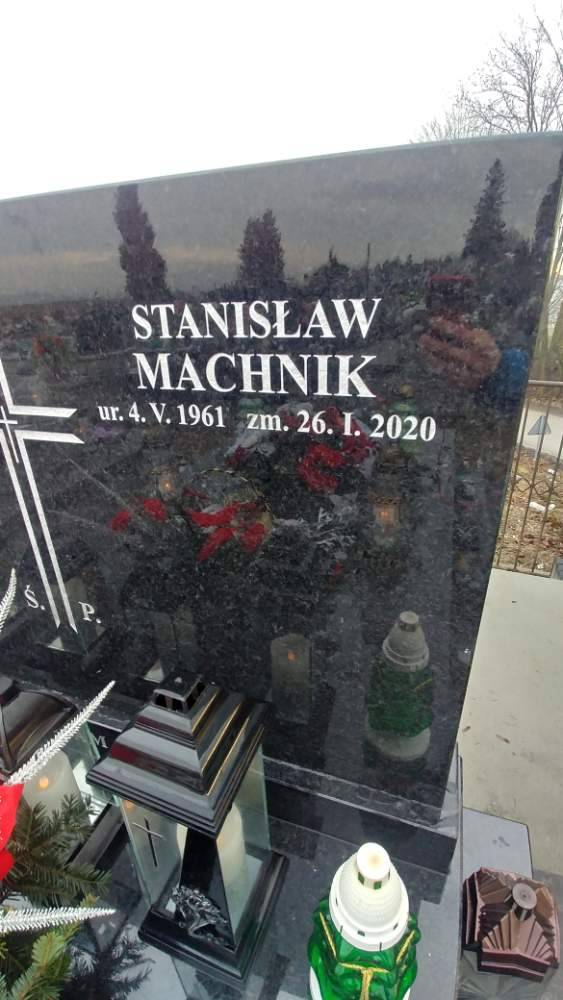 STANISŁAW
MACHNIK
ur. 4. V. 1961 zm. 26. I. 2020
Ś. P.